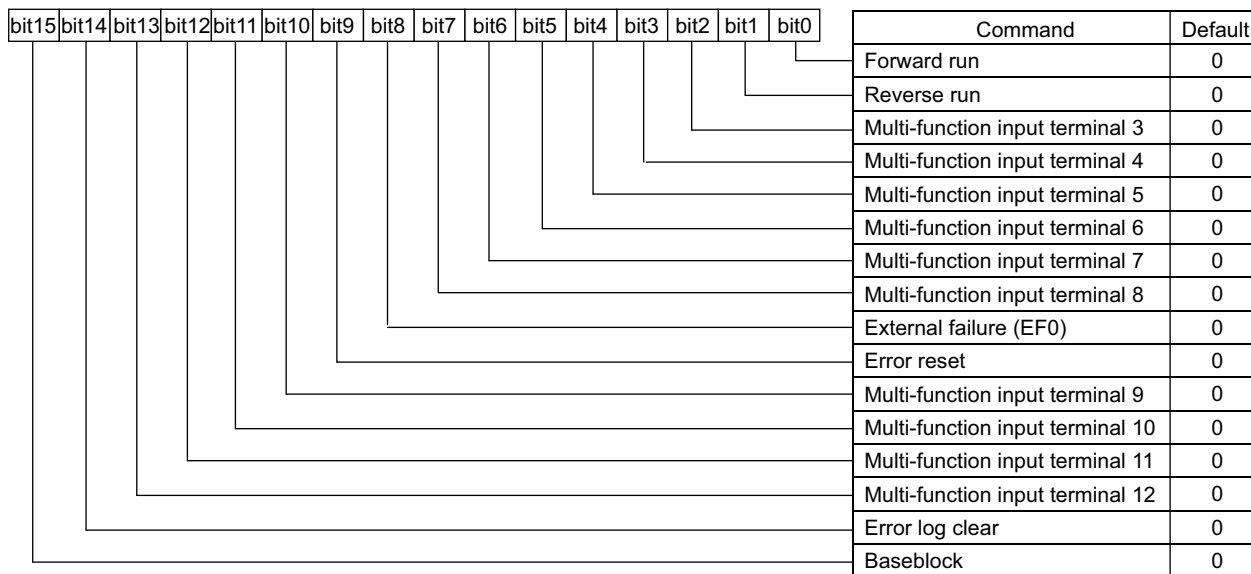 bit15 bit14 bit13 bit12 bit11 bit10 bit9 bit8 bit7 bit6 bit5 bit4 bit3 bit2 bit1 bit0
Command Default
Forward run 0
Reverse run 0
Multi-function input terminal 3 0
Multi-function input terminal 4 0
Multi-function input terminal 5 0
Multi-function input terminal 6 0
Multi-function input terminal 7 0
Multi-function input terminal 8 0
External failure (EF0) 0
Error reset 0
Multi-function input terminal 9 0
Multi-function input terminal 10 0
Multi-function input terminal 11 0
Multi-function input terminal 12 0
Error log clear 0
Baseblock 0